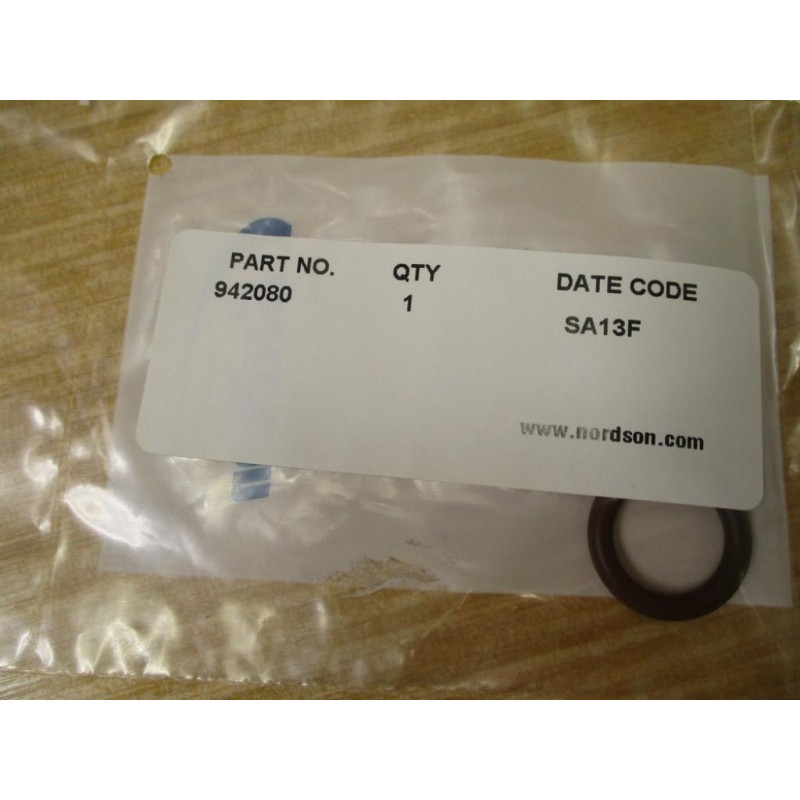 PART NO. QTY DATE CODE
942080 1 SA13F
www.nordson.com